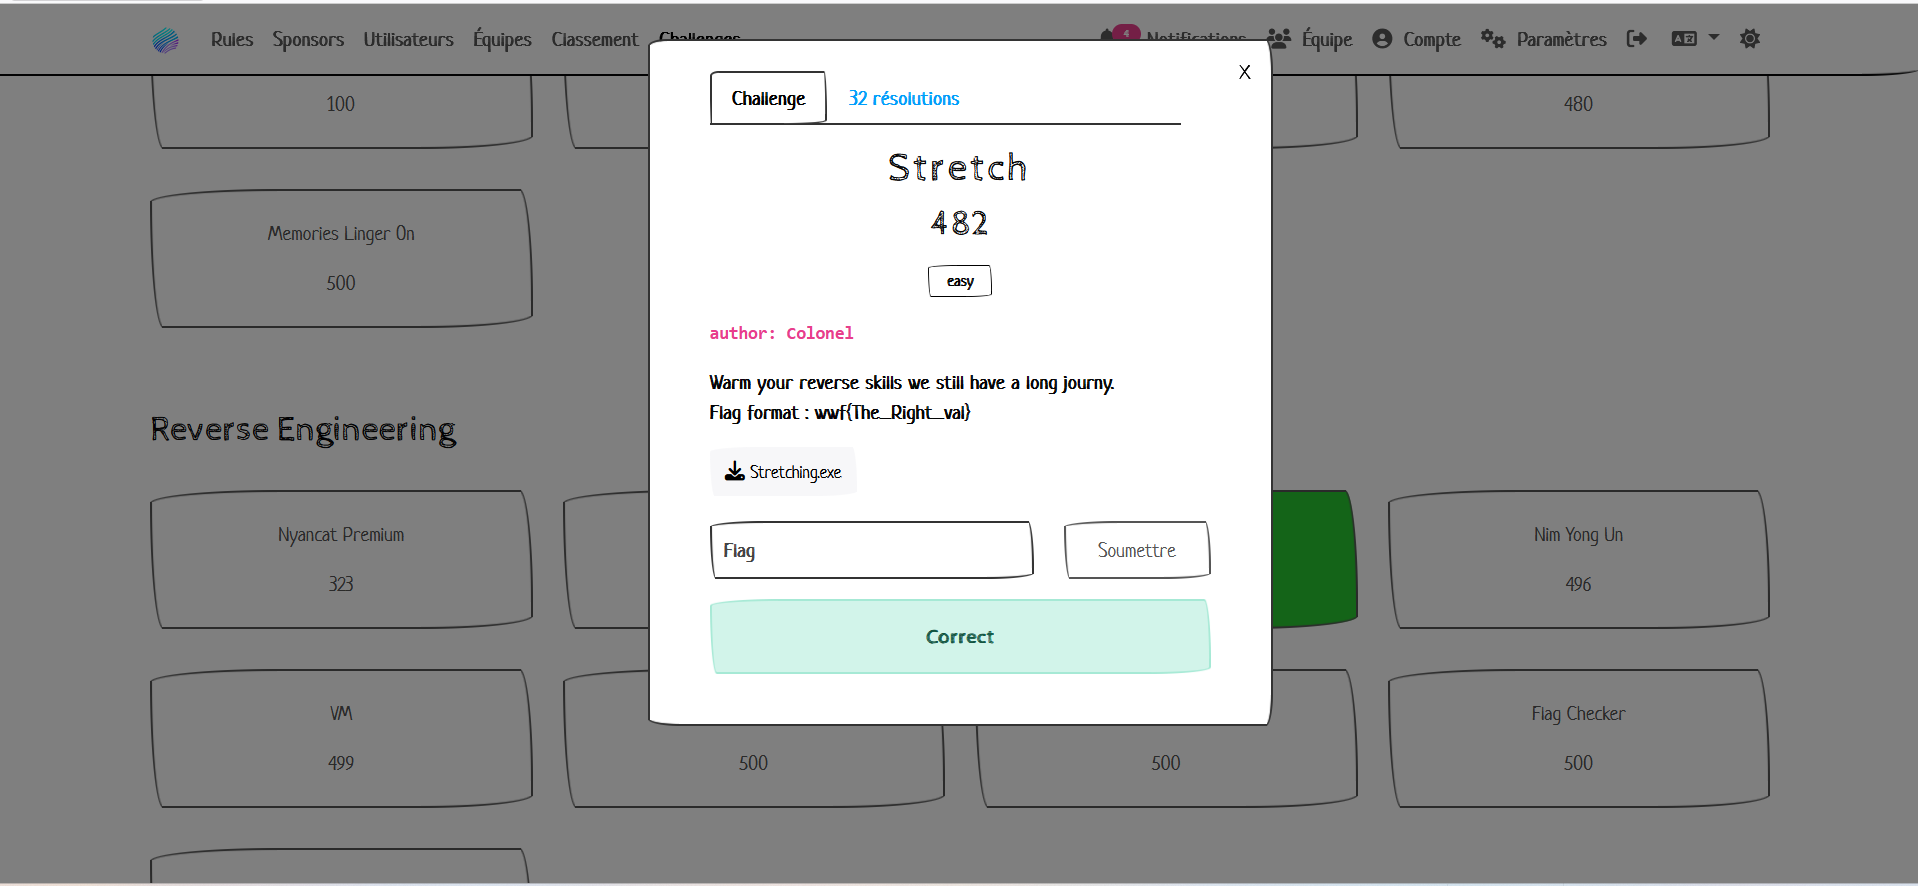 Rules Sponsors Utilisateurs Équipes Classement Challenges 4 Notifications Équipe Compte Paramètres
X
Challenge 32 résolutions
100
480
Stretch
482
easy
Memories Linger On
500
author: Colonel
Warm your reverse skills we still have a long journy.
Flag format : wwf{The_Right_val}
Reverse Engineering
Stretching.exe
Flag
Soumettre
Correct
Nyancat Premium
323
Nim Yong Un
496
VM
499
500
500
Flag Checker
500